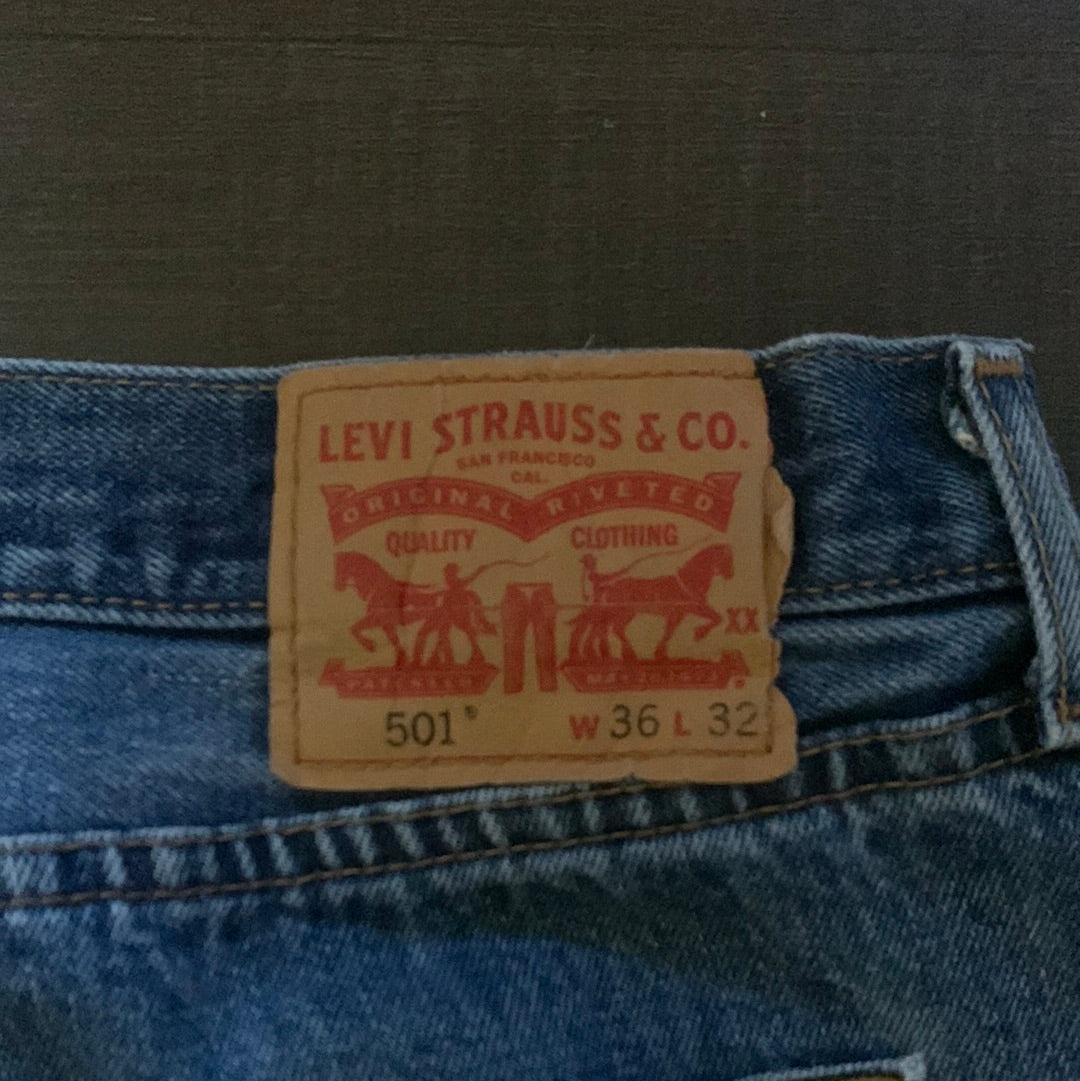 LEVI STRAUSS & CO.
SAN FRANCISCO
CAL.
ORIGINAL RIVETED
QUALITY CLOTHING
XX
501® W 36 L 32